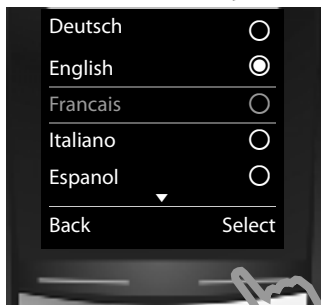 Deutsch
English
Francais
Italiano
Espanol
Back Select